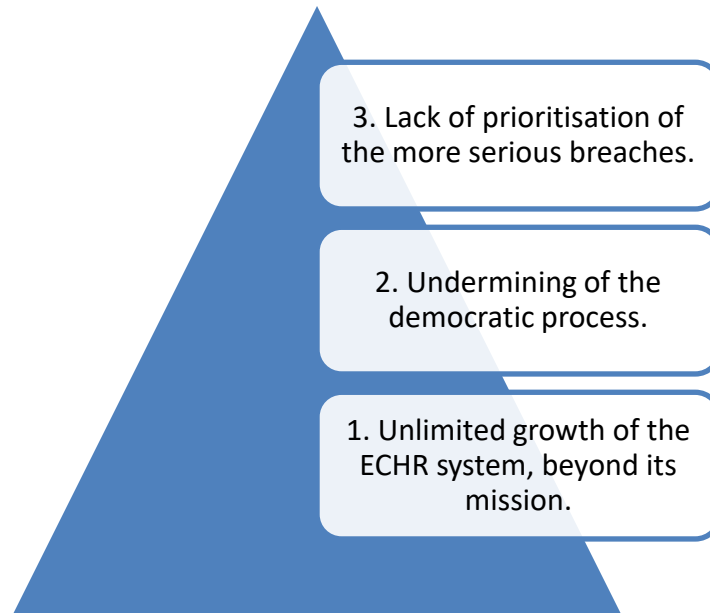 3. Lack of prioritisation of
the more serious breaches.
2. Undermining of the
democratic process.
1. Unlimited growth of the
ECHR system, beyond its
mission.